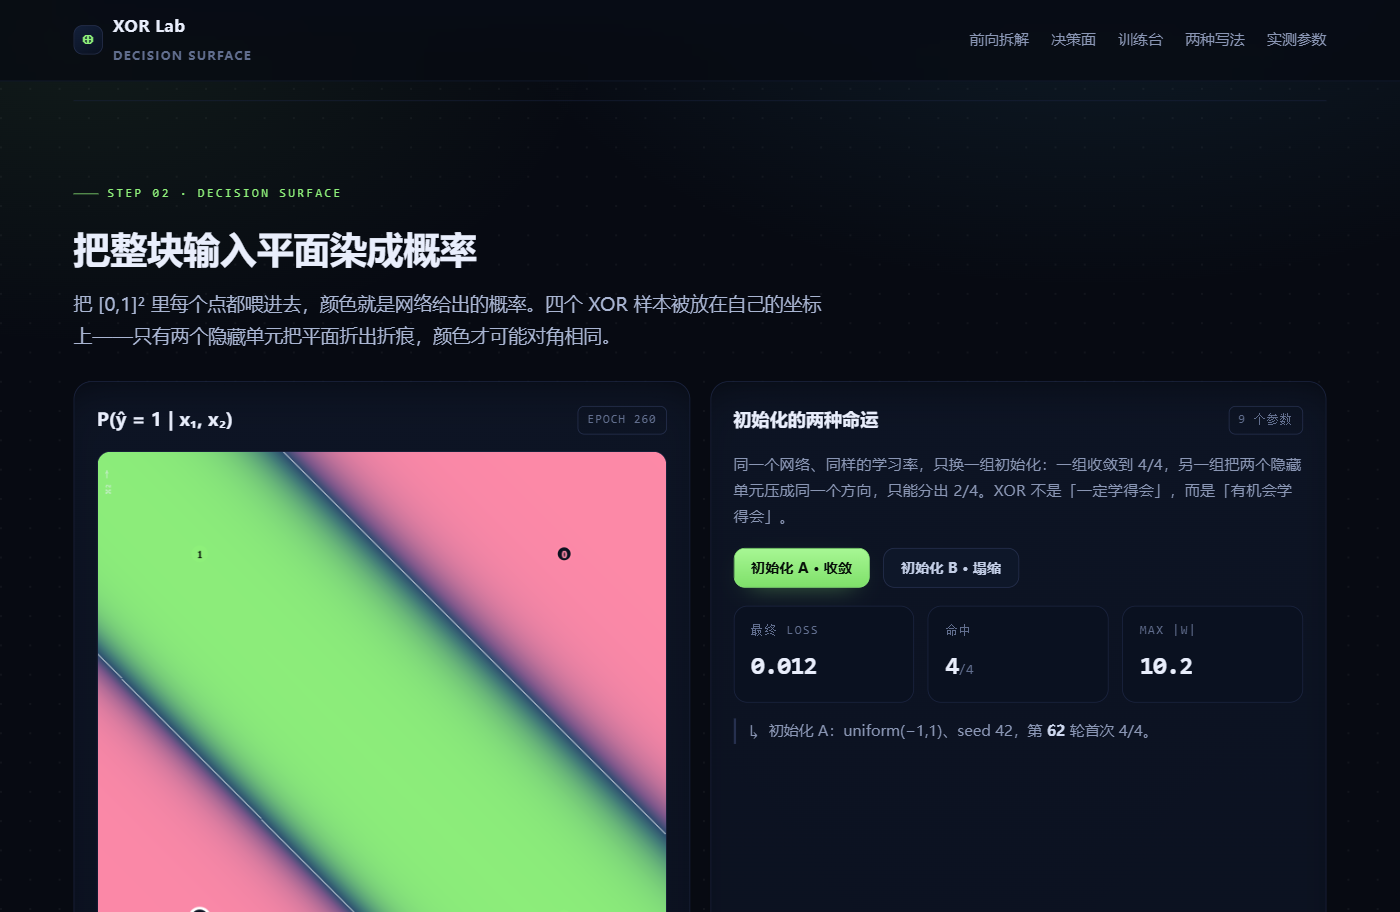 XOR Lab
DECISION SURFACE
前向拆解 决策面 训练台 两种写法 实测参数
STEP 02 · DECISION SURFACE
把整块输入平面染成概率
把 [0,1]² 里每个点都喂进去，颜色就是网络给出的概率。四个 XOR 样本被放在自己的坐标
上——只有两个隐藏单元把平面折出折痕，颜色才可能对角相同。
P(ŷ = 1 | x₁, x₂)
EPOCH 260
1
0
初始化的两种命运
9 个参数
同一个网络、同样的学习率，只换一组初始化：一组收敛到 4/4，另一组把两个隐藏
单元压成同一个方向，只能分出 2/4。XOR 不是「一定学得会」，而是「有机会学
得会」。
初始化 A · 收敛
初始化 B · 塌缩
最终 LOSS
0.012
命中
4/4
MAX |W|
10.2
↳ 初始化 A：uniform(−1,1)、seed 42，第 62 轮首次 4/4。